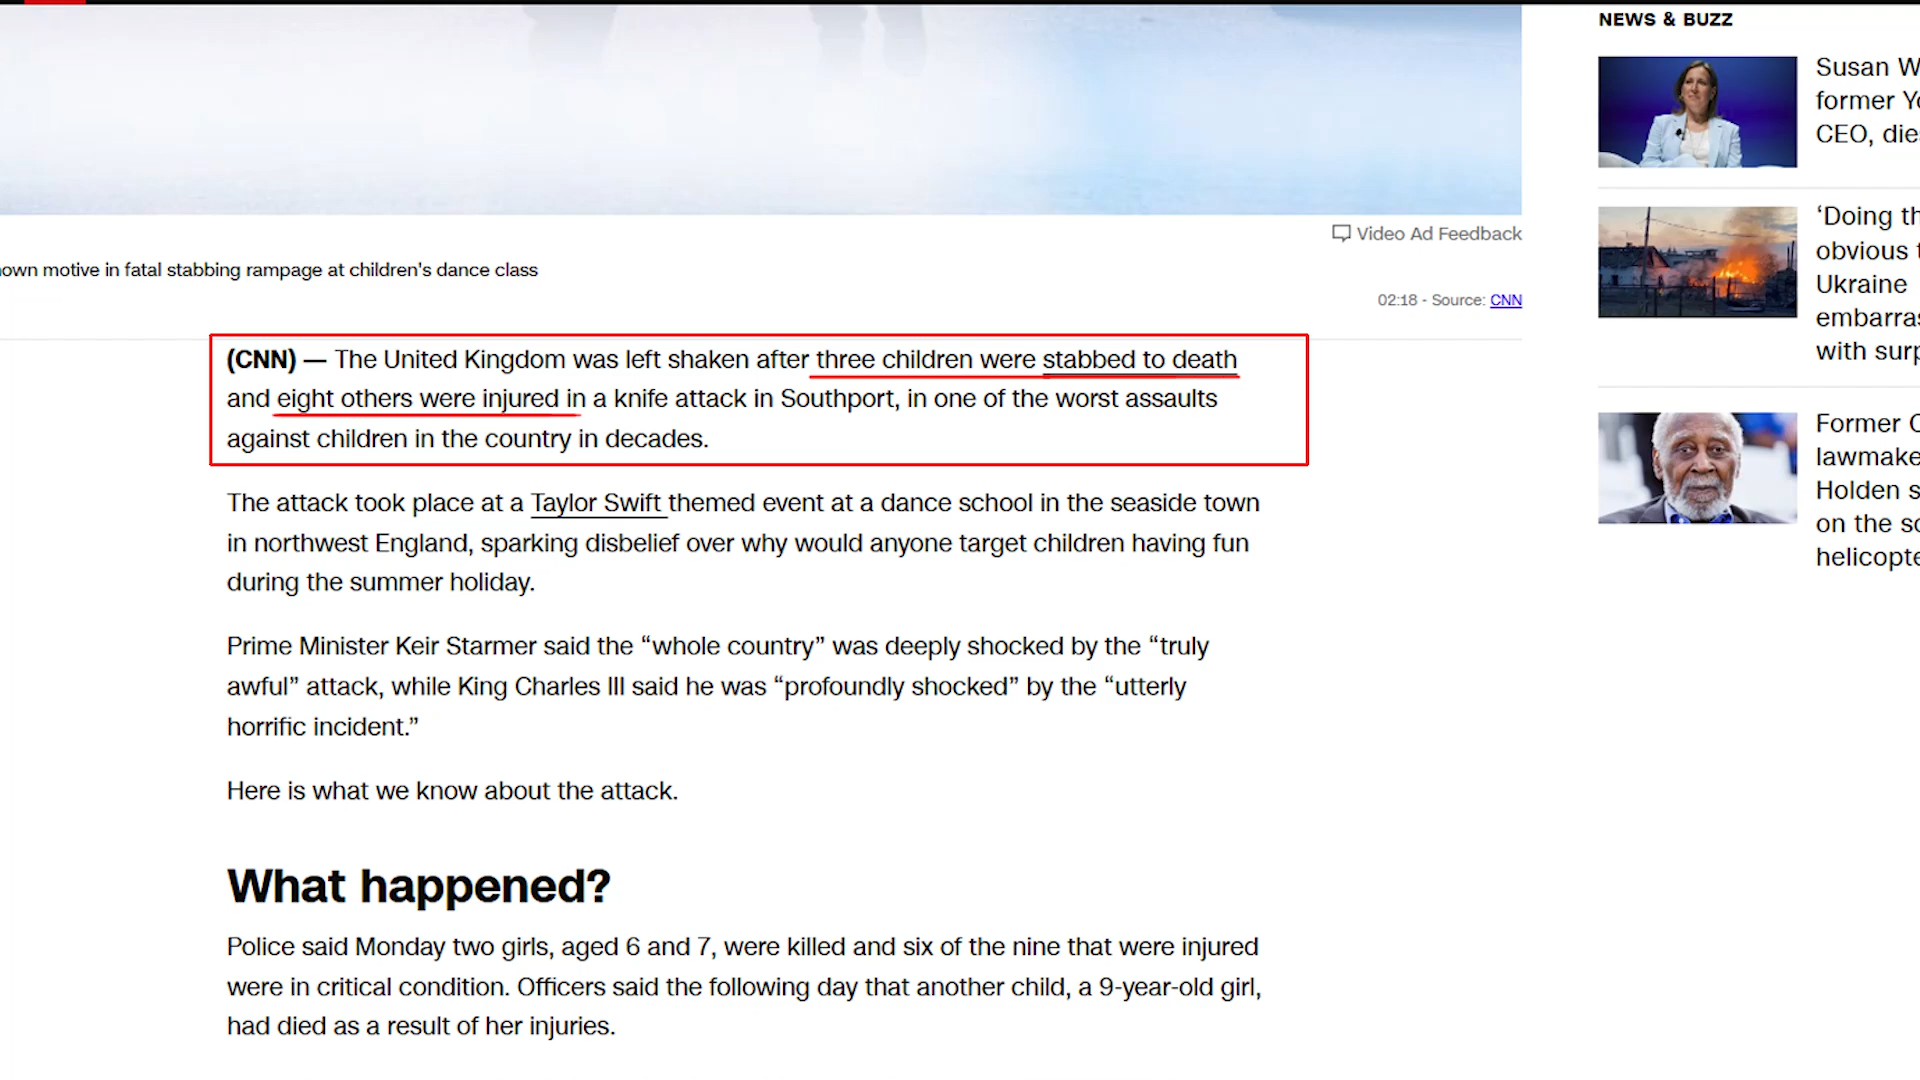 NEWS & BUZZ
Susan W
former Yo
CEO, die
Video Ad Feedback
own motive in fatal stabbing rampage at children's dance class
02:18 - Source: CNN
‘Doing th
obvious t
Ukraine
embarras
with surp
(CNN) — The United Kingdom was left shaken after three children were stabbed to death
and eight others were injured in a knife attack in Southport, in one of the worst assaults
against children in the country in decades.
Former C
lawmake
Holden s
on the so
helicopte
The attack took place at a Taylor Swift themed event at a dance school in the seaside town
in northwest England, sparking disbelief over why would anyone target children having fun
during the summer holiday.
Prime Minister Keir Starmer said the “whole country” was deeply shocked by the “truly
awful” attack, while King Charles III said he was “profoundly shocked” by the “utterly
horrific incident.”
Here is what we know about the attack.
What happened?
Police said Monday two girls, aged 6 and 7, were killed and six of the nine that were injured
were in critical condition. Officers said the following day that another child, a 9-year-old girl,
had died as a result of her injuries.